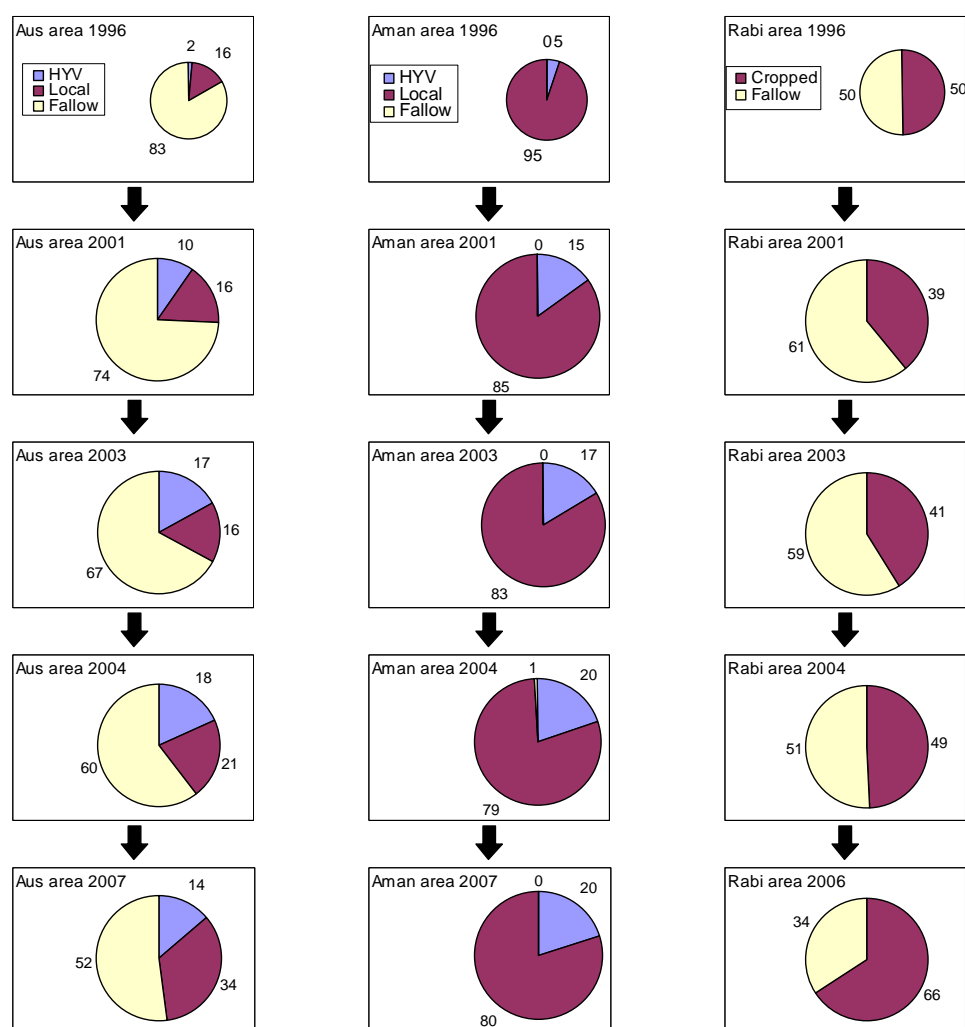 Aus area 1996
2
16
HYV
Local
Fallow
83
Aman area 1996
0 5
HYV
Local
Fallow
95
Rabi area 1996
Cropped
Fallow
50
50
Aus area 2001
10
16
74
Aman area 2001
0
15
85
Rabi area 2001
39
61
Aus area 2003
17
16
67
Aman area 2003
0
17
83
Rabi area 2003
41
59
Aus area 2004
18
21
60
Aman area 2004
1
20
79
Rabi area 2004
51
49
Aus area 2007
14
52
34
Aman area 2007
0
20
80
Rabi area 2006
34
66